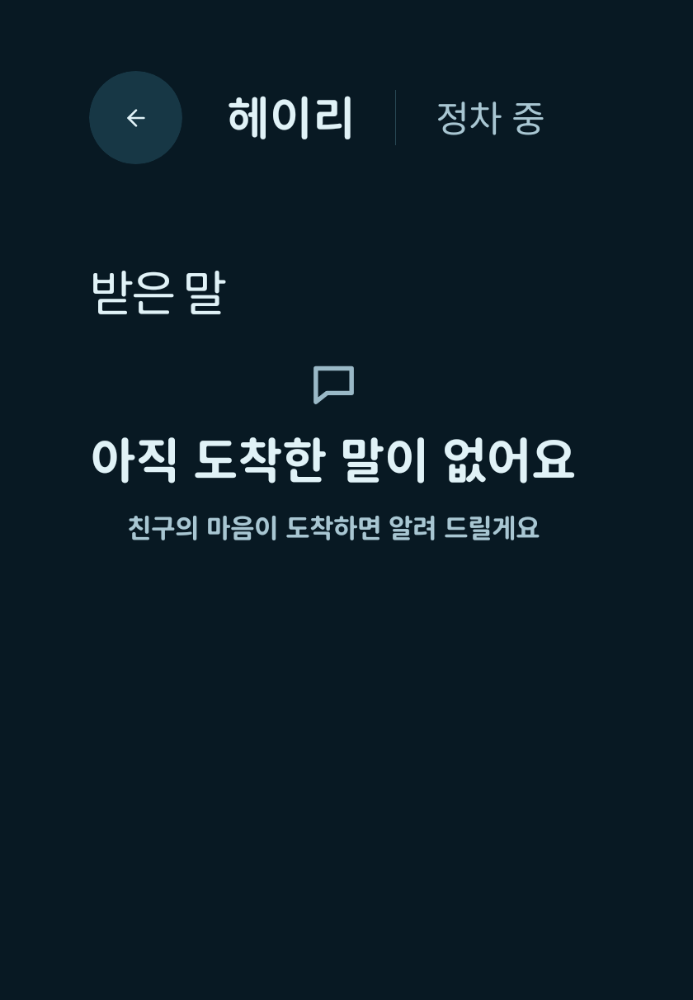 헤이리 정차 중
받은 말
아직 도착한 말이 없어요
친구의 마음이 도착하면 알려 드릴게요